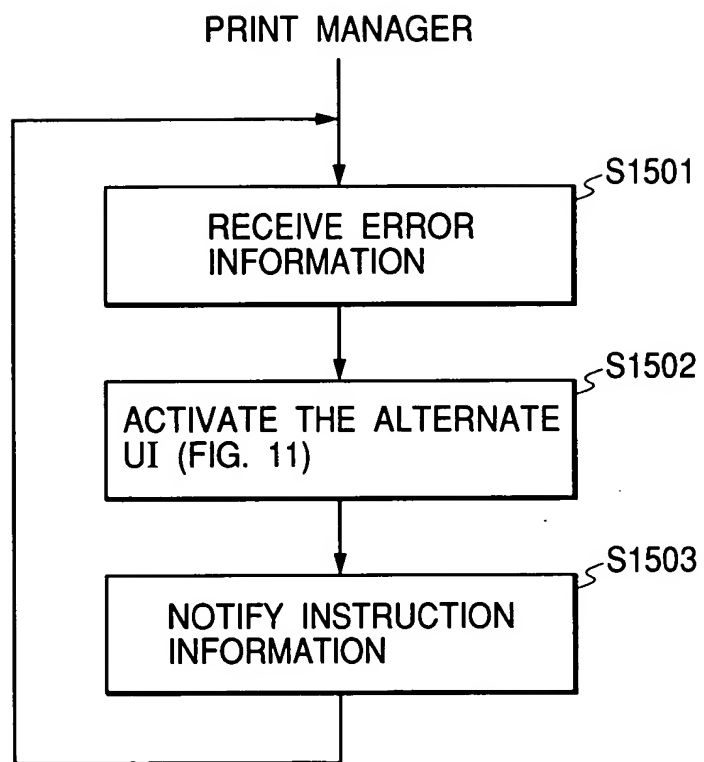 PRINT MANAGER
S1501
RECEIVE ERROR
INFORMATION
S1502
ACTIVATE THE ALTERNATE
UI (FIG. 11)
S1503
NOTIFY INSTRUCTION
INFORMATION